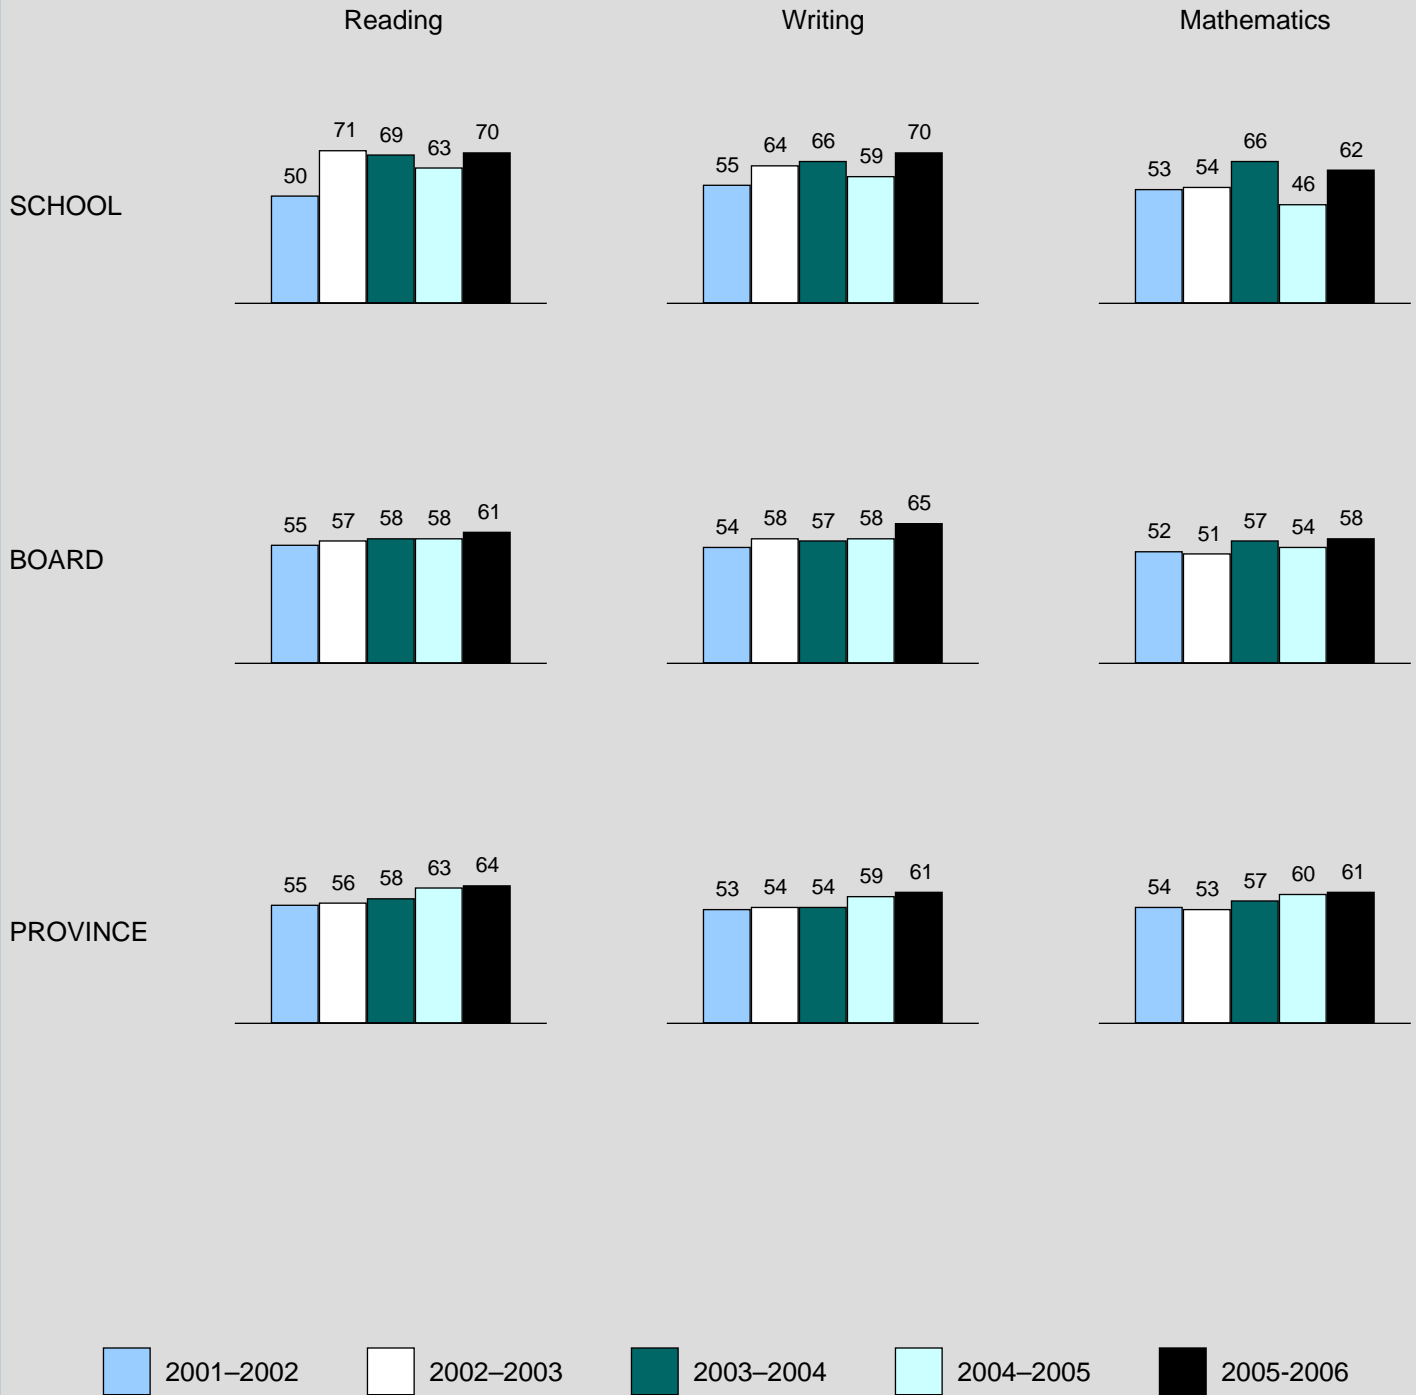 Reading Writing Mathematics
SCHOOL
50 71 69 63 70
55 64 66 59 70
53 54 66 46 62
BOARD
55 57 58 58 61
54 58 57 58 65
52 51 57 54 58
PROVINCE
55 56 58 63 64
53 54 54 59 61
54 53 57 60 61
2001–2002 2002–2003 2003–2004 2004–2005 2005-2006